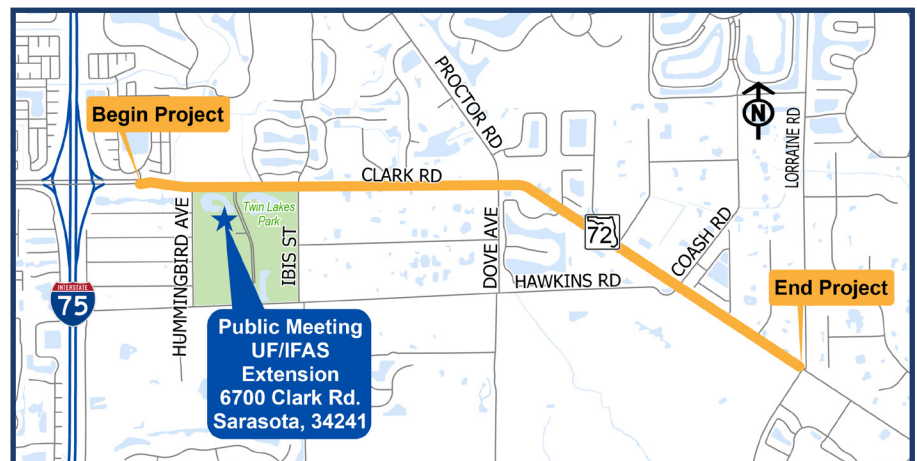 Begin Project
PROCTOR RD
N
LORRAINE RD
CLARK RD
Twin Lakes
Park
HUMMINGBIRD AVE
IBIS ST
DOVE AVE
72
COASH RD
HAWKINS RD
End Project
INTERSTATE
75
Public Meeting
UF/IFAS
Extension
6700 Clark Rd.
Sarasota, 34241